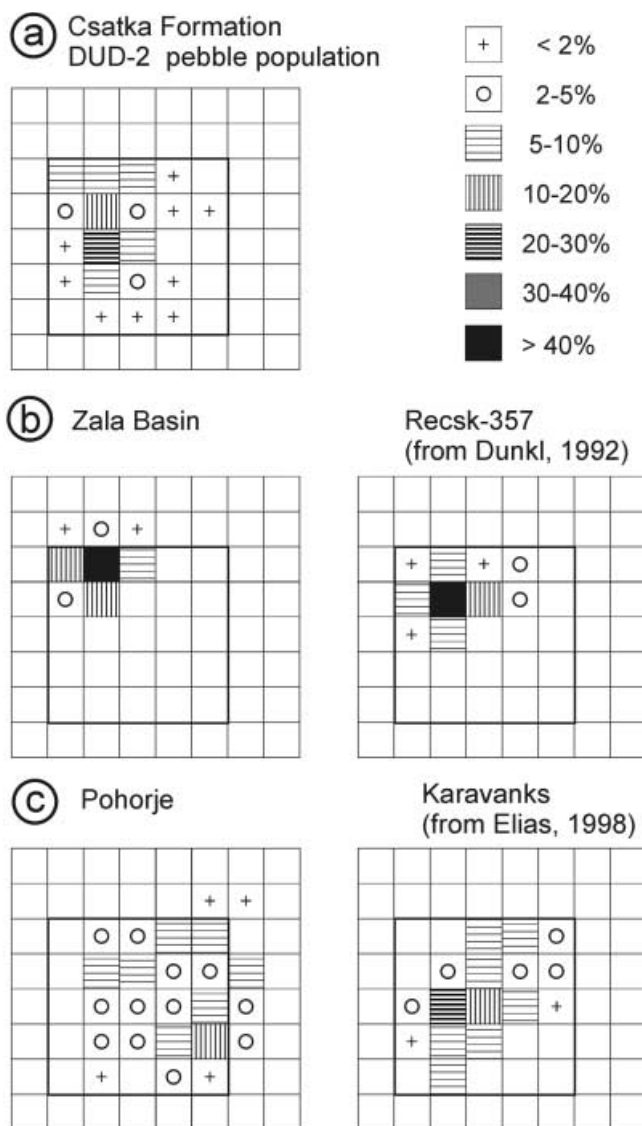 a Csatka Formation
DUD-2 pebble population
< 2%
2-5%
5-10%
10-20%
20-30%
30-40%
> 40%
b Zala Basin
Recsk-357
(from Dunkl, 1992)
c Pohorje
Karavanks
(from Elias, 1998)